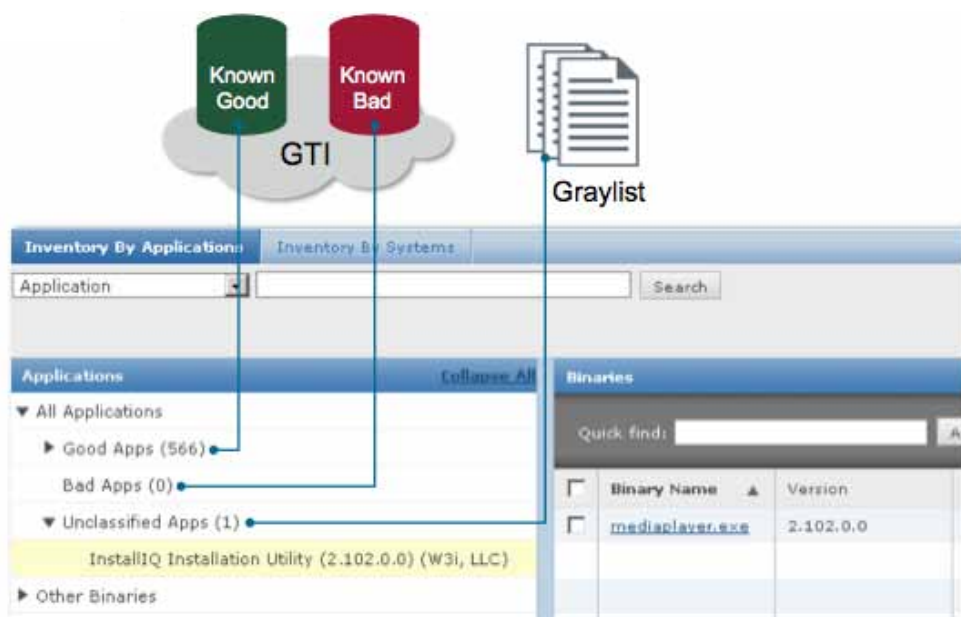 Known
Good
Known
Bad
GTI
Graylist
Inventory By Applications
Inventory By Systems
Application
Search
Applications
Collapse All
Binaries
▼ All Applications
Quick find:
▶ Good Apps (566)
Bad Apps (0)
Binary Name ▲
Version
▼ Unclassified Apps (1)
mediaplayer.exe
2.102.0.0
InstallIQ Installation Utility (2.102.0.0) (W3i, LLC)
▶ Other Binaries